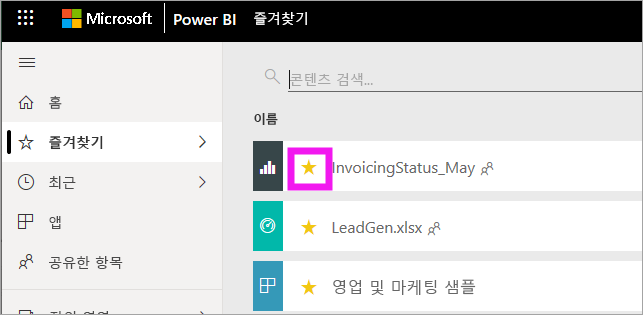 Microsoft Power BI 즐겨찾기
콘텐츠 검색...
홈
이름
즐겨찾기
InvoicingStatus_May
최근
앱
LeadGen.xlsx
공유한 항목
영업 및 마케팅 샘플